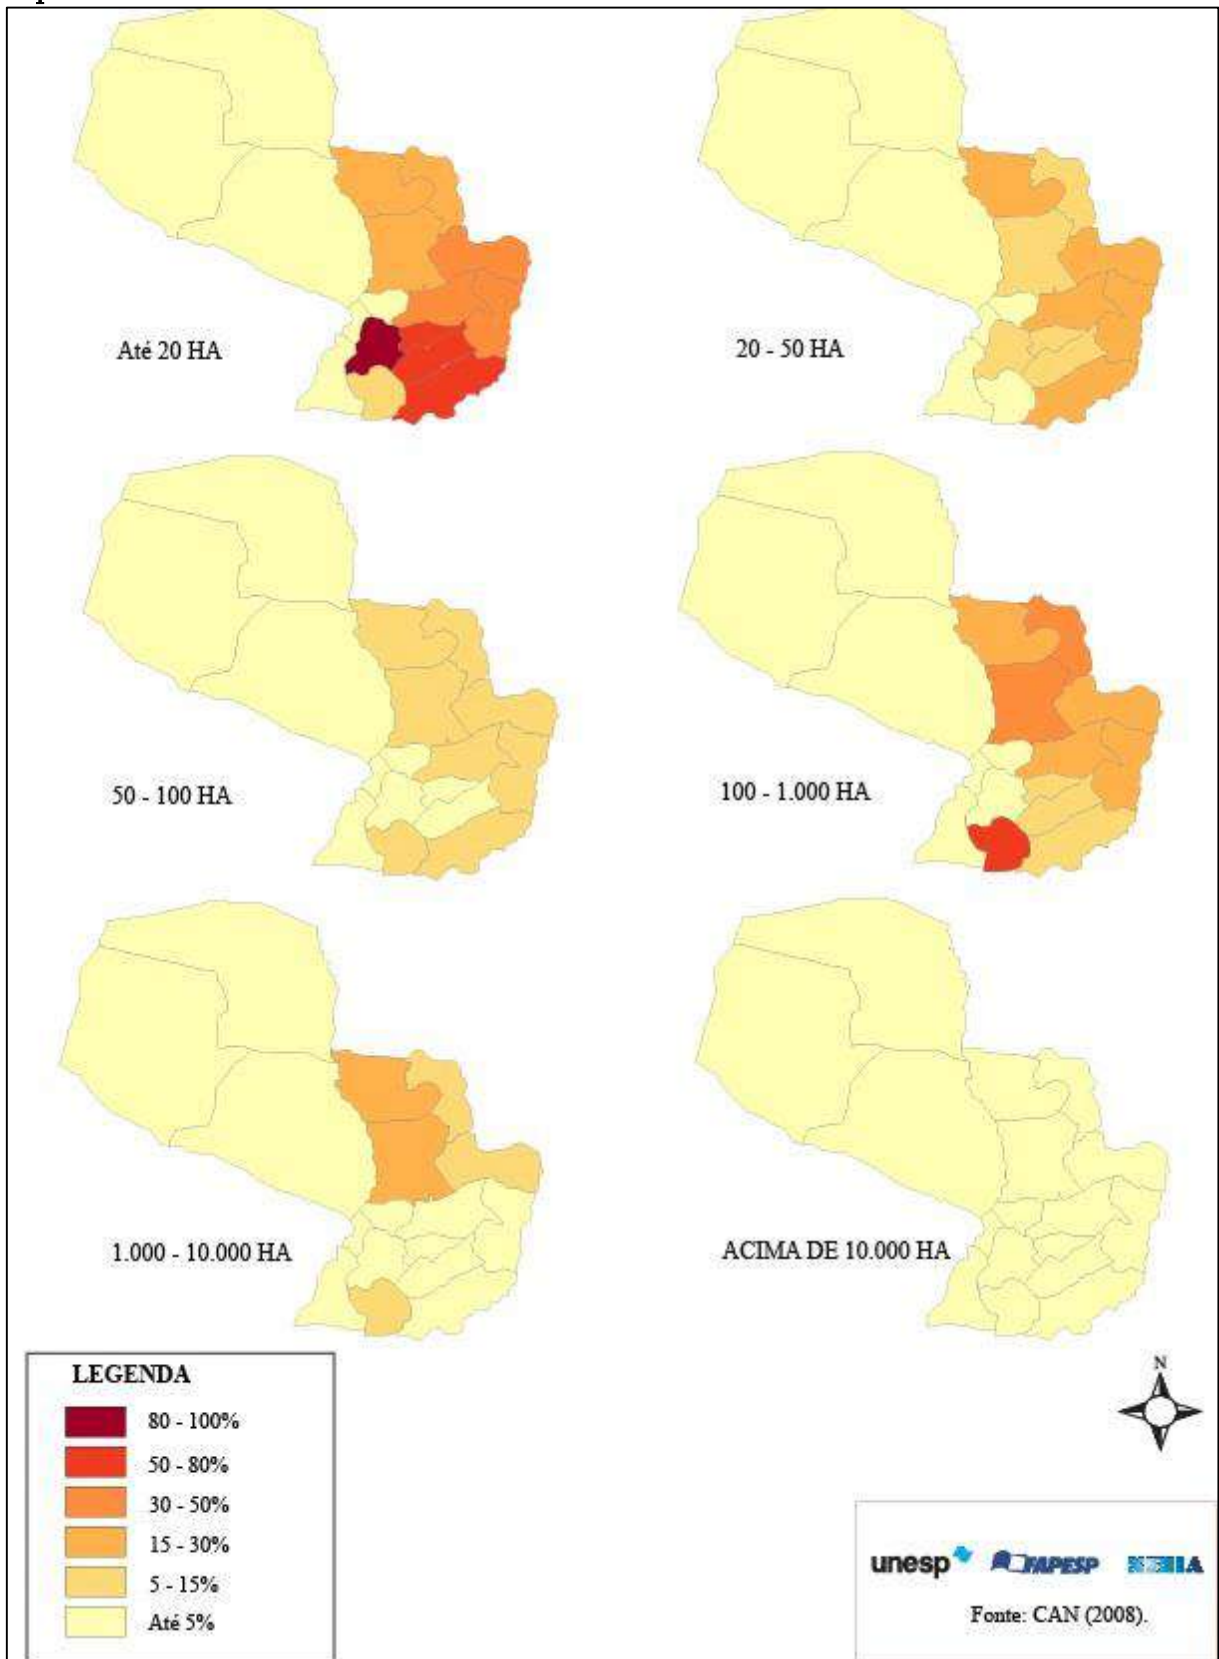 Até 20 HA
20 - 50 HA
50 - 100 HA
100 - 1.000 HA
1.000 - 10.000 HA
ACIMA DE 10.000 HA
LEGENDA
80 - 100%
50 - 80%
30 - 50%
15 - 30%
5 - 15%
Até 5%
N
unesp
FAPESP
Fonte: CAN (2008).